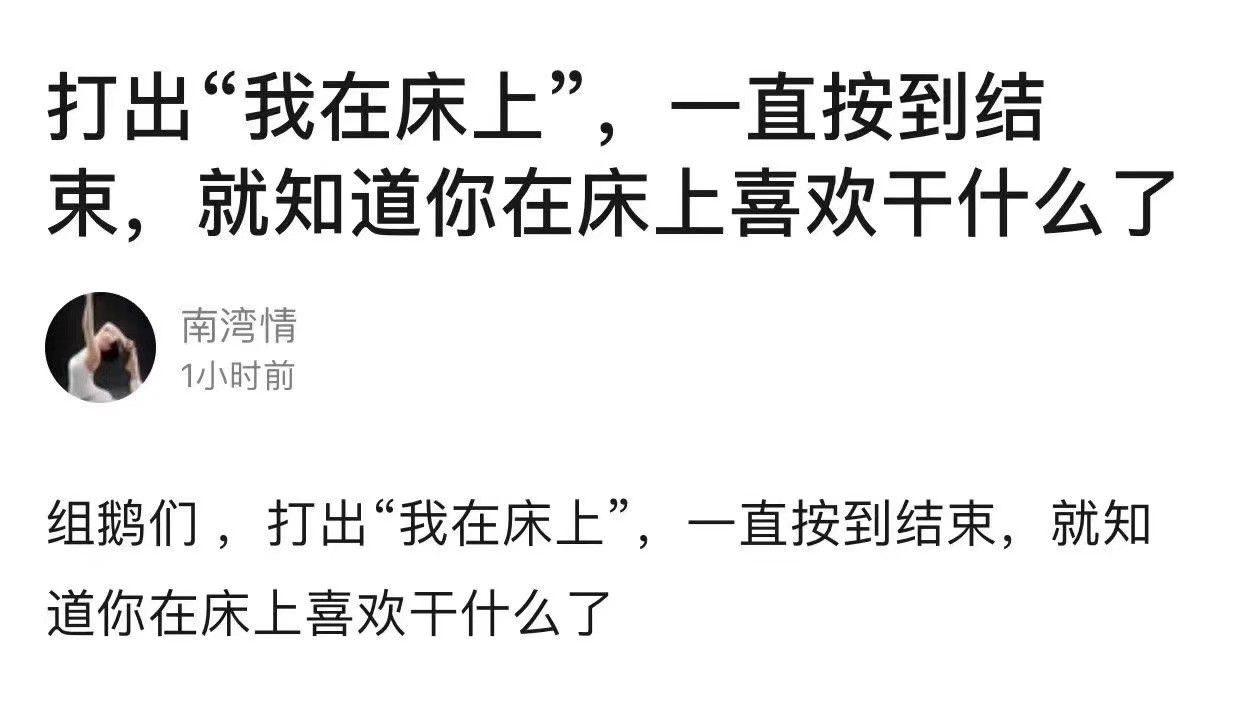 打出“我在床上”，一直按到结
束，就知道你在床上喜欢干什么了
南湾情
1小时前
组鹅们 ，打出“我在床上”，一直按到结束，就知
道你在床上喜欢干什么了